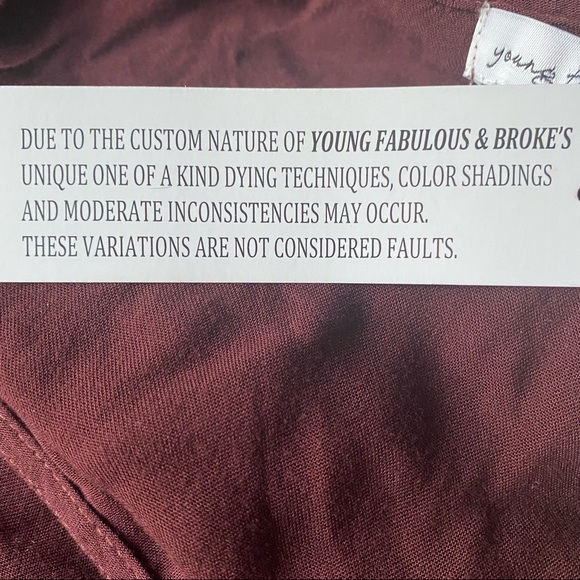 young
DUE TO THE CUSTOM NATURE OF YOUNG FABULOUS & BROKE'S
UNIQUE ONE OF A KIND DYING TECHNIQUES, COLOR SHADINGS
AND MODERATE INCONSISTENCIES MAY OCCUR.
THESE VARIATIONS ARE NOT CONSIDERED FAULTS.